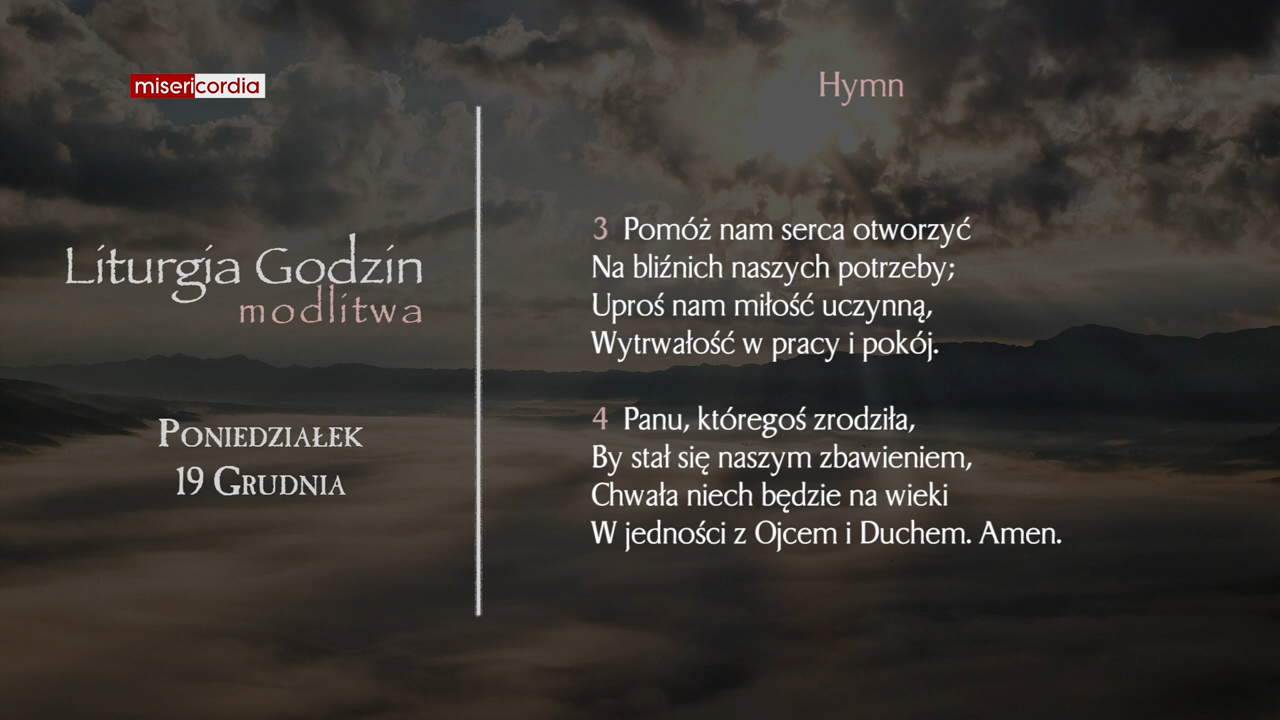 misericordia
Liturgia Godzin
modlitwa
Poniedziałek
19 Grudnia
Hymn
3 Pomóż nam serca otworzyć
Na bliźnich naszych potrzeby;
Uproś nam miłość uczynną,
Wytrwałość w pracy i pokój.
4 Panu, któregoś zrodziła,
By stał się naszym zbawieniem,
Chwała niech będzie na wieki
W jedności z Ojcem i Duchem. Amen.